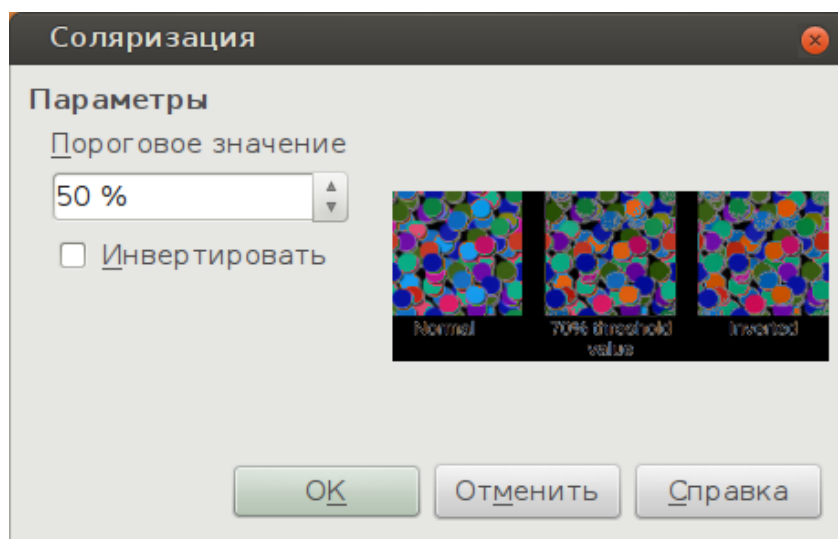 Соляризация
Параметры
Пороговое значение
50 %
Инвертировать
Normal
70% threshold
value
Inverted
OK
Отменить
Справка